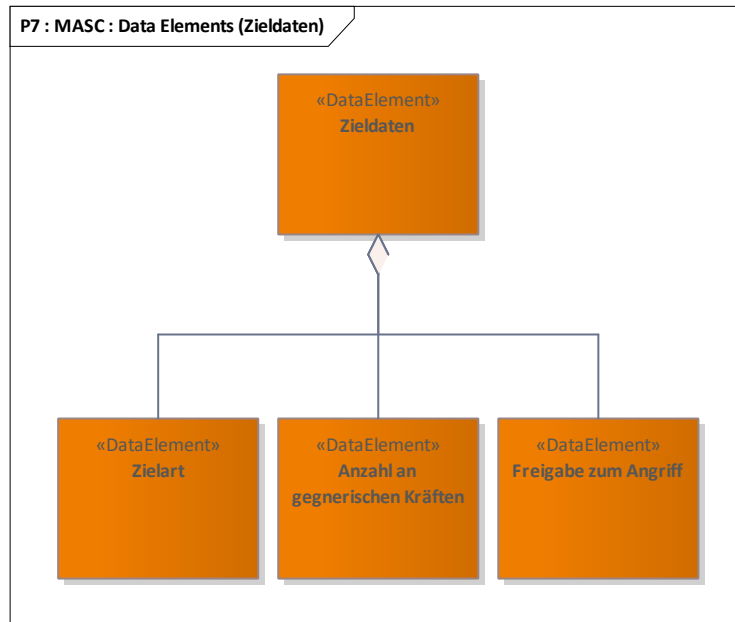 P7 : MASC : Data Elements (Zieldaten)
«DataElement»
Zieldaten
«DataElement»
Zielart
«DataElement»
Anzahl an
gegnerischen Kräften
«DataElement»
Freigabe zum Angriff